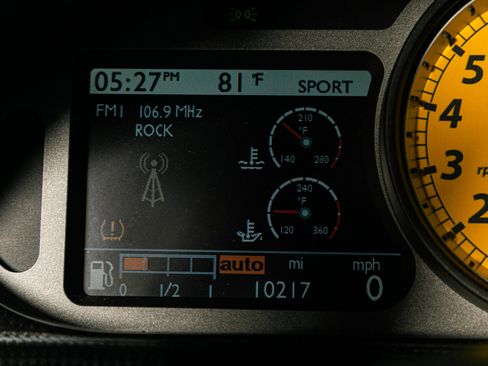 05:27PM 81°F SPORT
FM1 106.9 MHz
ROCK
210
°F
140 280
240
°F
120 360
auto mi mph
0 1/2 1 10217 0
5
4
3
rp
2